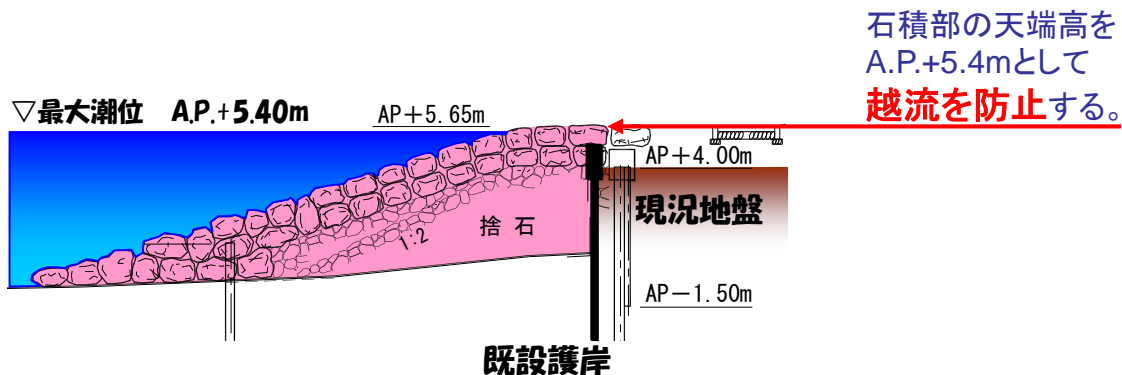 石積部の天端高を
A.P.+5.4mとして
越流を防止する。
▽最大潮位 A.P.+5.40m
AP+5.65m
AP+4.00m
現況地盤
捨石
1:2
AP−1.50m
既設護岸